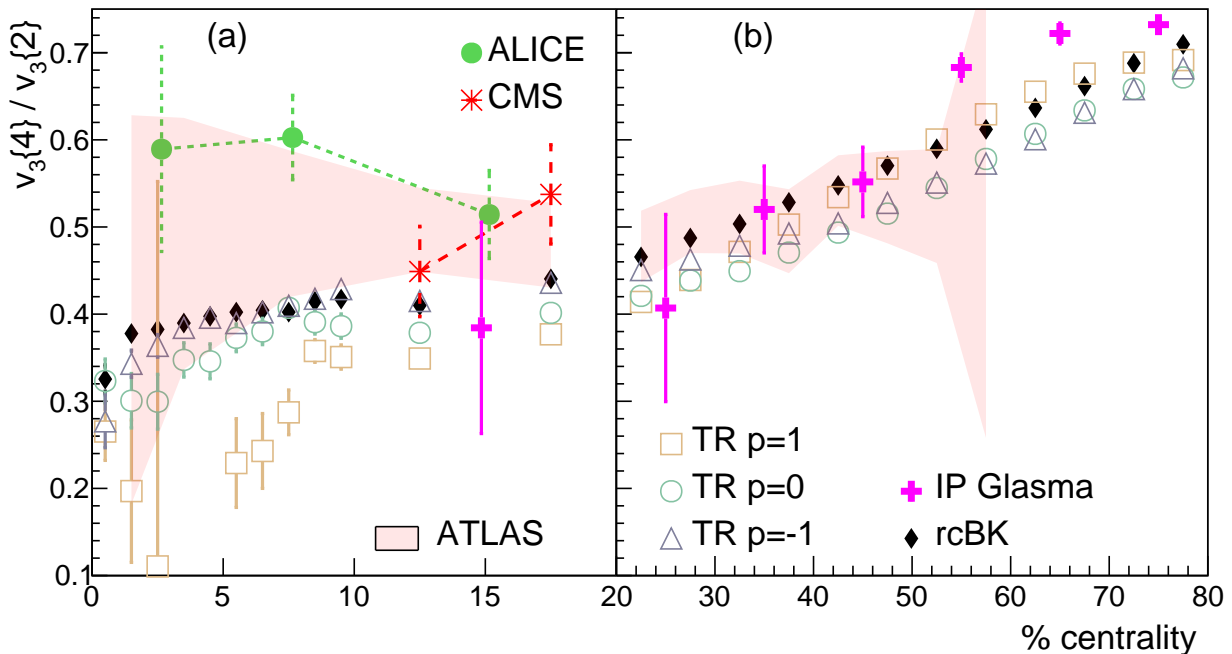 (a)
(b)
ALICE
CMS
v3{4} / v3{2}
0.7
0.6
0.5
0.4
0.3
0.2
0.1
ATLAS
TR p=1
TR p=0
TR p=-1
IP Glasma
rcBK
0 5 10 15 20 30 40 50 60 70 80
% centrality